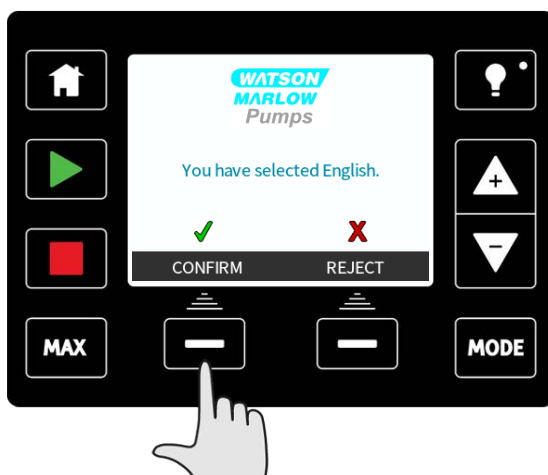 WATSON
MARLOW
Pumps
You have selected English.
CONFIRM REJECT
MAX
MODE